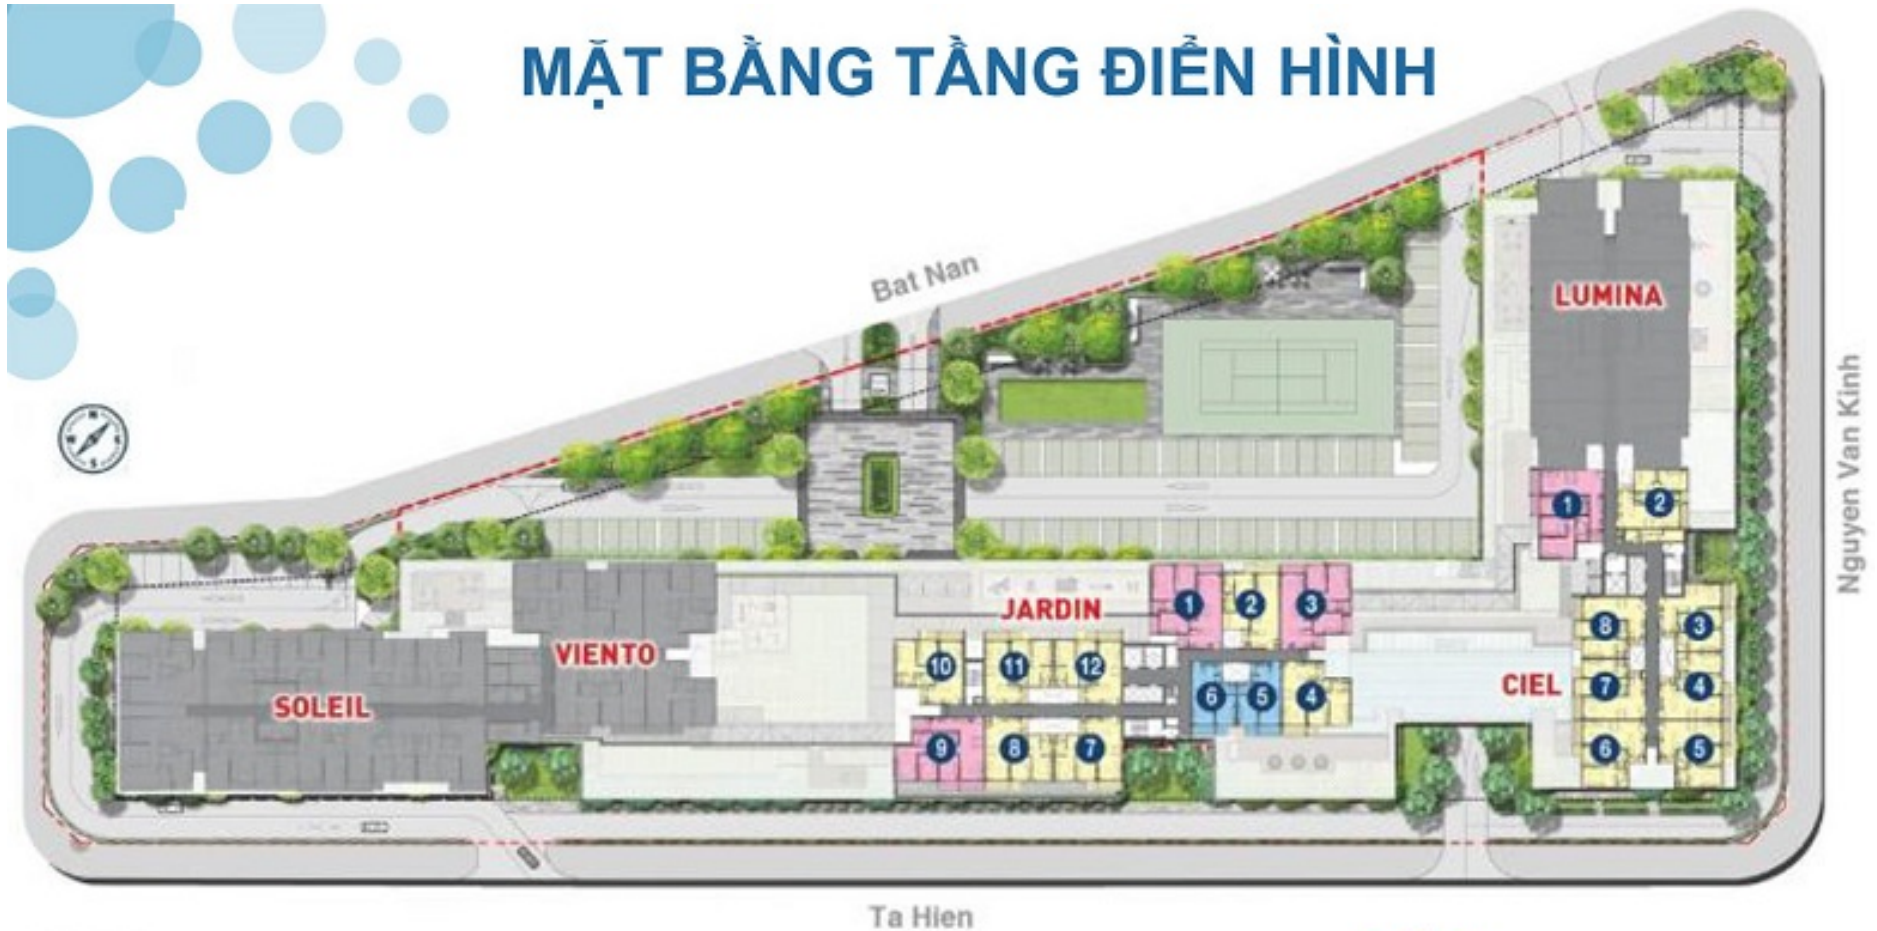 MẶT BẰNG TẦNG ĐIỂN HÌNH
Bat Nan
LUMINA
Nguyen Van Kinh
N
S
1
2
JARDIN
1
2
3
8
3
VIENTO
10
11
12
SOLEIL
6
5
4
CIEL
7
4
9
8
7
6
5
Ta Hien